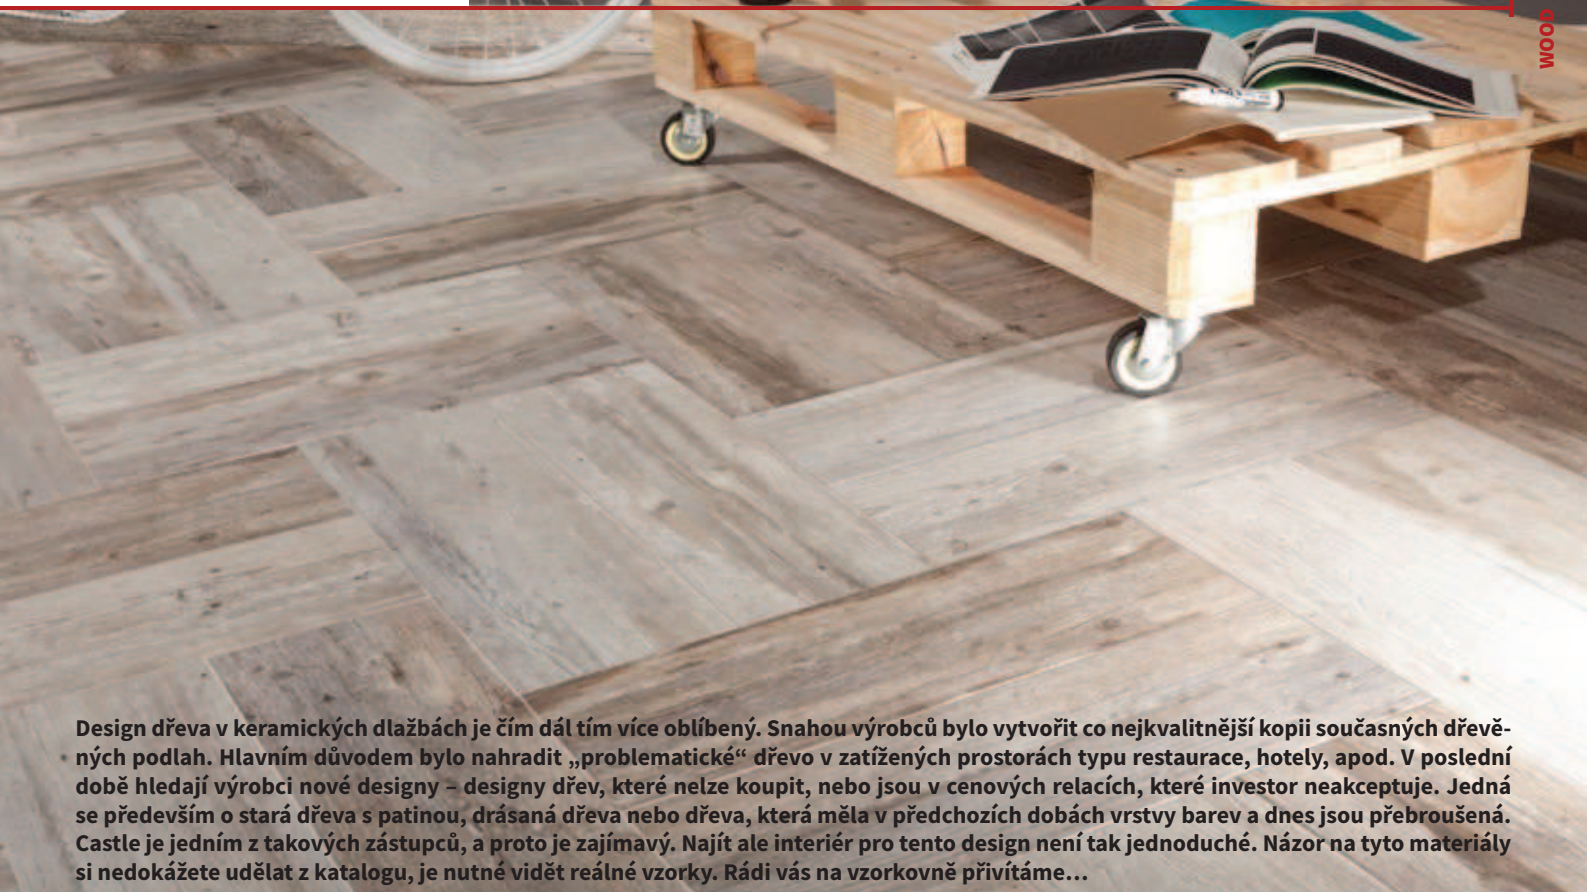 WOOD
Design dřeva v keramických dlažbách je čím dál tím více oblíbený. Snahou výrobců bylo vytvořit co nejkvalitnější kopii současných dřevě-
ných podlah. Hlavním důvodem bylo nahradit „problematické“ dřevo v zatížených prostorách typu restaurace, hotely, apod. V poslední
době hledají výrobci nové designy – designy dřev, které nelze koupit, nebo jsou v cenových relacích, které investor neakceptuje. Jedná
se především o stará dřeva s patinou, drásaná dřeva nebo dřeva, která měla v předchozích dobách vrstvy barev a dnes jsou přebroušená.
Castle je jedním z takových zástupců, a proto je zajímavý. Najít ale interiér pro tento design není tak jednoduché. Názor na tyto materiály
si nedokážete udělat z katalogu, je nutné vidět reálné vzorky. Rádi vás na vzorkovně přivítáme…